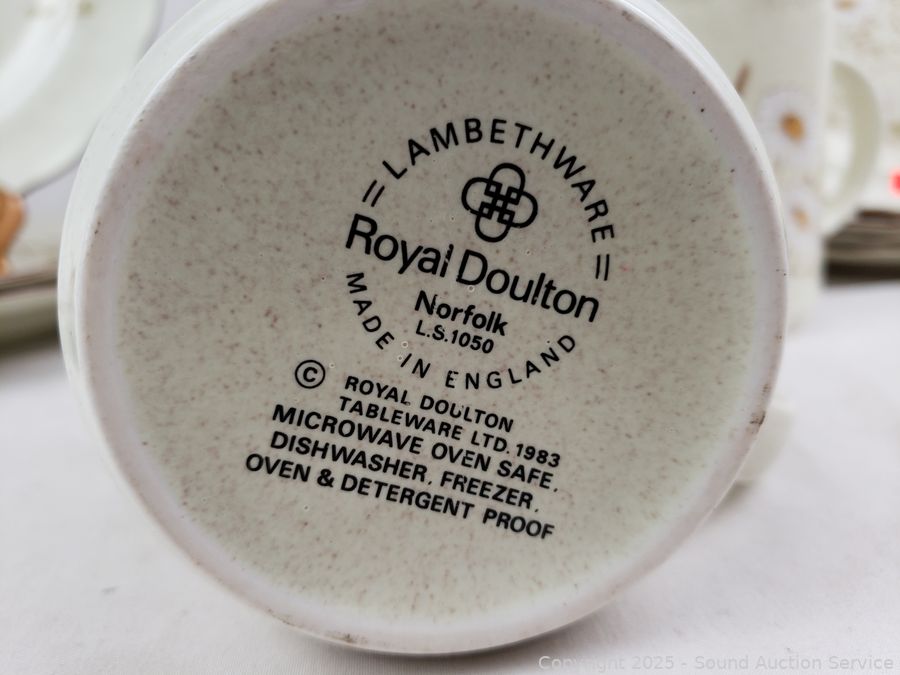 = LAMBETHWARE =
Royal Doulton
Norfolk
L.S.1050
MADE IN ENGLAND
© ROYAL DOULTON
TABLEWARE LTD. 1983
MICROWAVE OVEN SAFE,
DISHWASHER, FREEZER,
OVEN & DETERGENT PROOF
Copyright 2025 - Sound Auction Service